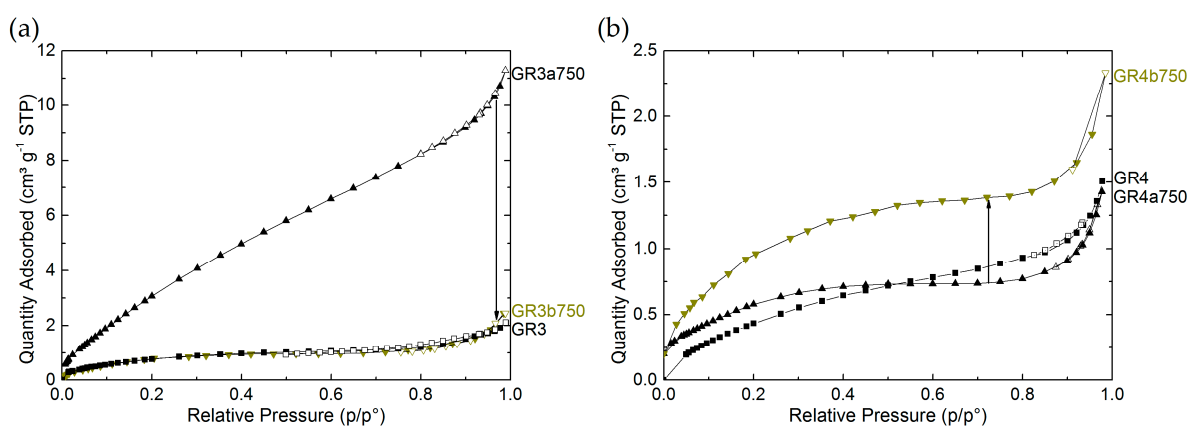 (a)
12
10
8
6
4
2
0
Quantity Adsorbed (cm³ g⁻¹ STP)
0.0 0.2 0.4 0.6 0.8 1.0
Relative Pressure (p/p°)
GR3a750
GR3b750
GR3
(b)
2.5
2.0
1.5
1.0
0.5
0.0
Quantity Adsorbed (cm³ g⁻¹ STP)
0.0 0.2 0.4 0.6 0.8 1.0
Relative Pressure (p/p°)
GR4b750
GR4
GR4a750